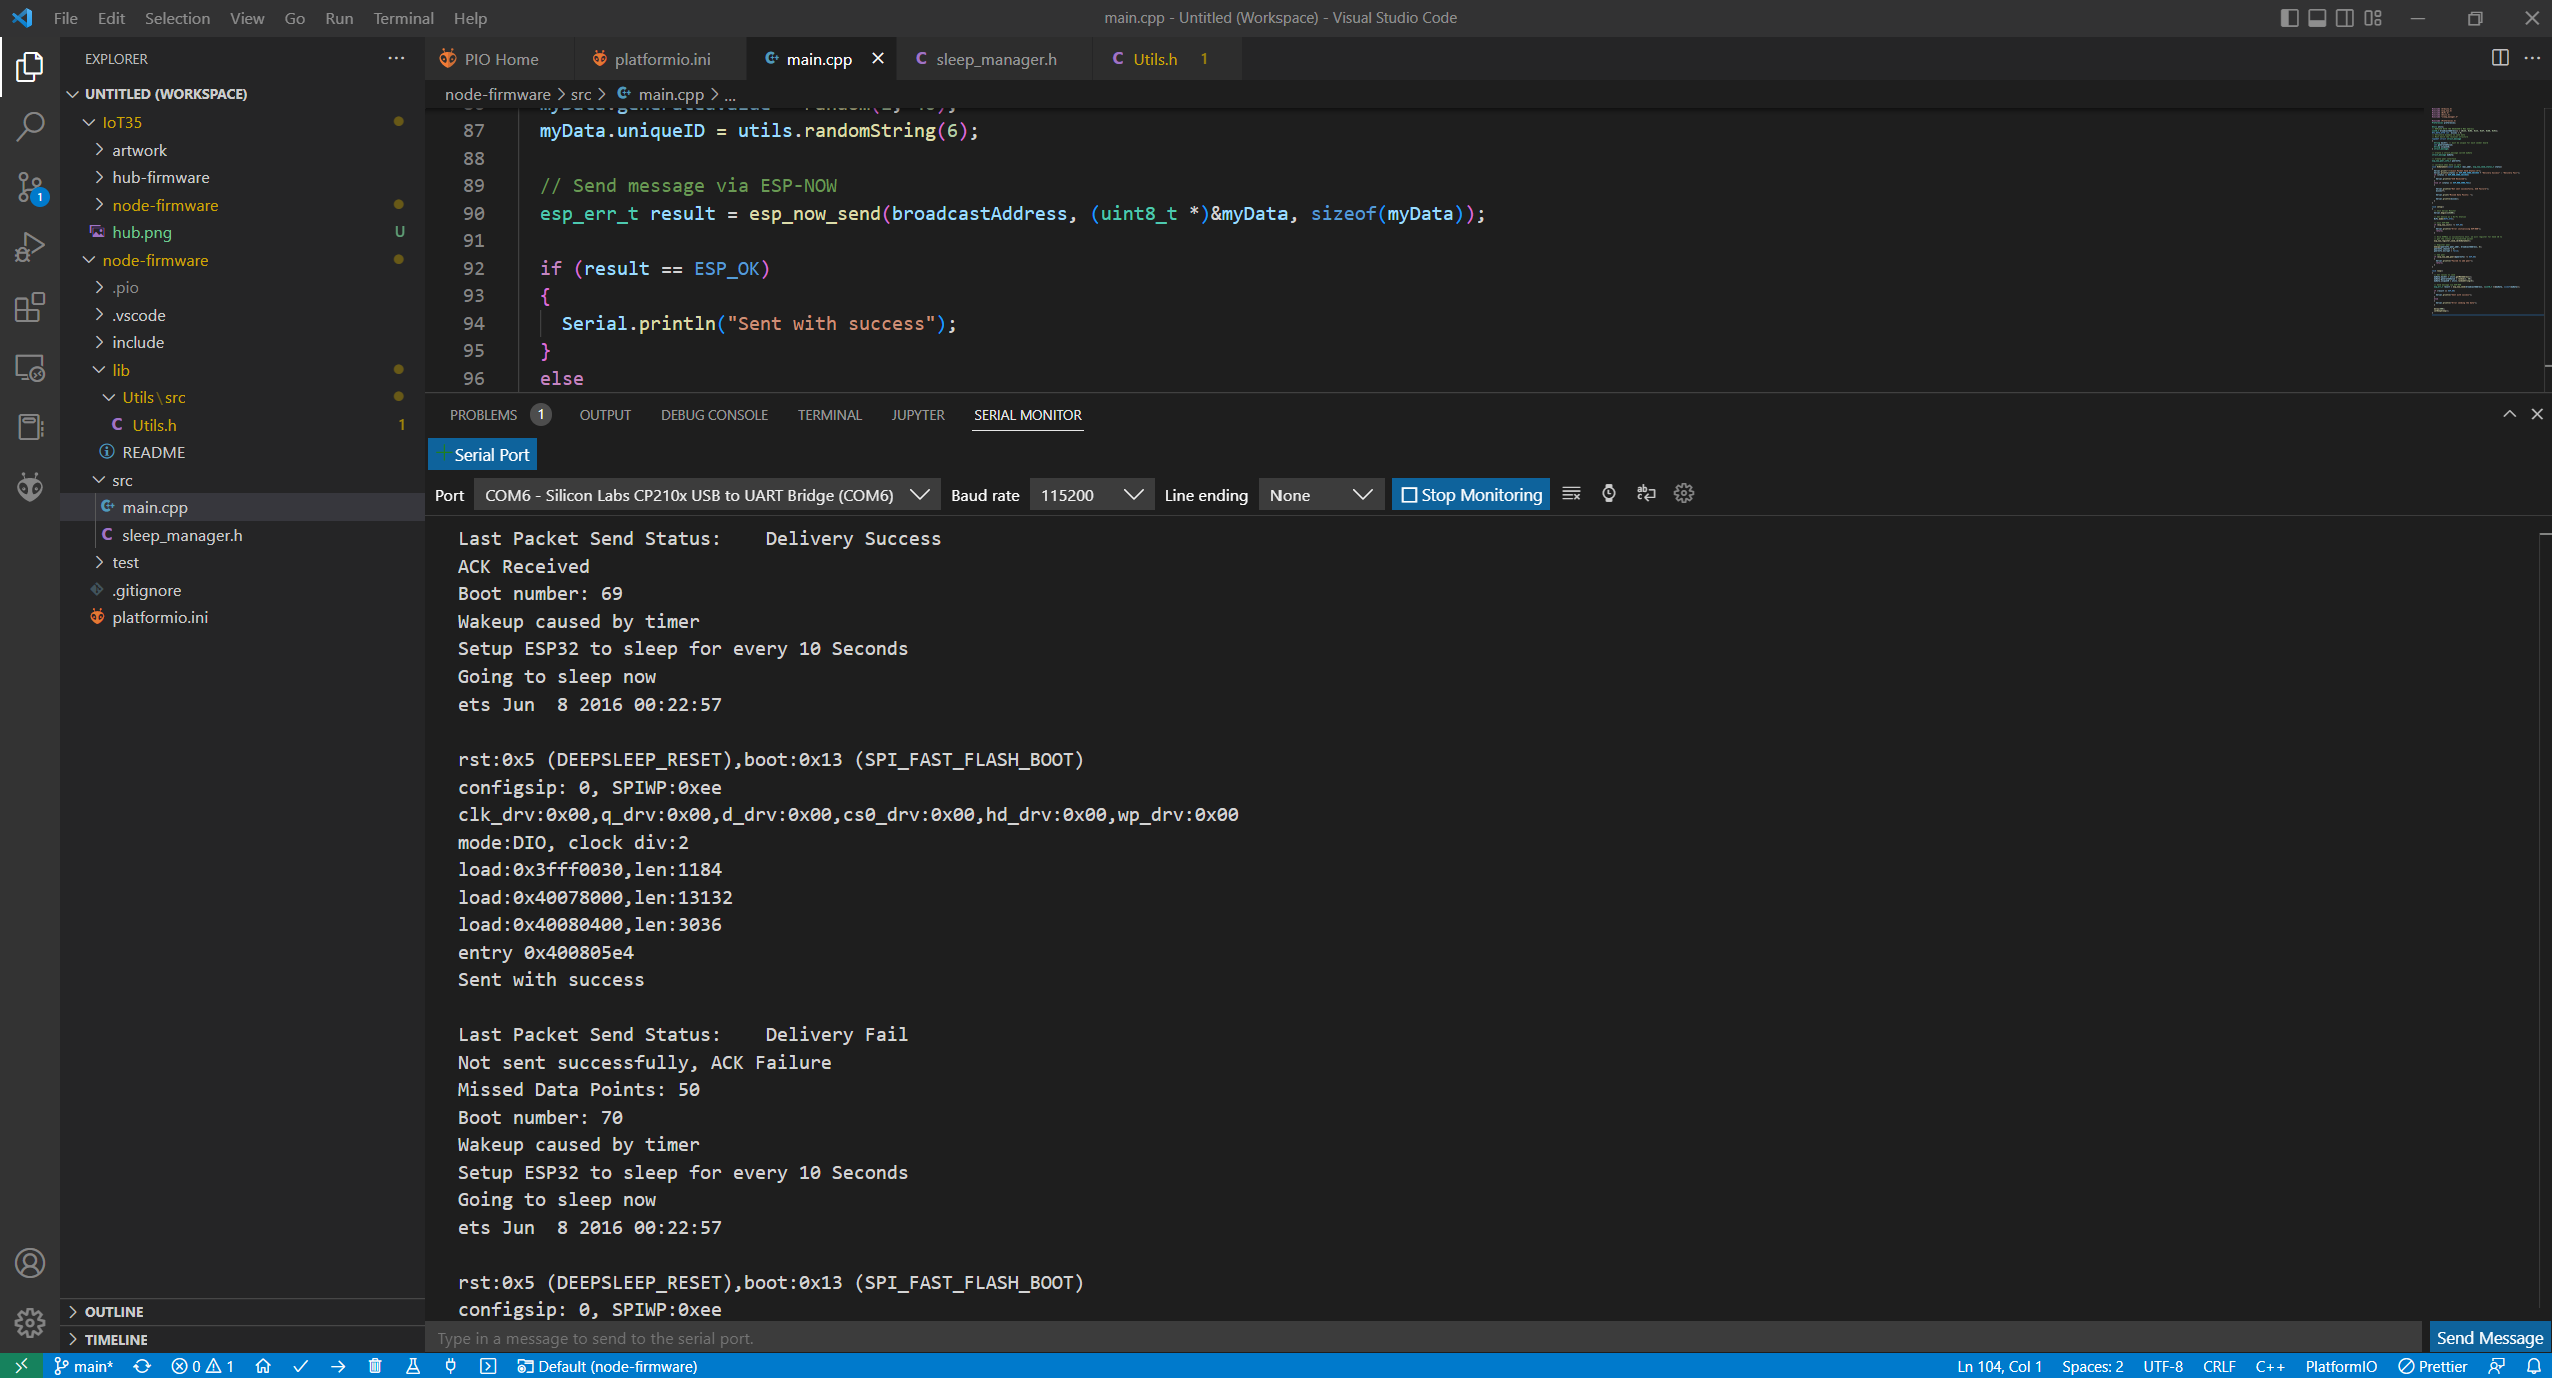 File Edit Selection View Go Run Terminal Help
main.cpp - Untitled (Workspace) - Visual Studio Code
EXPLORER
UNTITLED (WORKSPACE)
IoT35
artwork
hub-firmware
node-firmware
hub.png U
node-firmware
.pio
.vscode
include
lib
Utils\src
Utils.h 1
README
src
main.cpp
sleep_manager.h
test
.gitignore
platformio.ini
OUTLINE
TIMELINE
1
PIO Home platformio.ini main.cpp sleep_manager.h Utils.h 1
node-firmware > src > main.cpp > ...
87 myData.uniqueID = utils.randomString(6);
88
89 // Send message via ESP-NOW
90 esp_err_t result = esp_now_send(broadcastAddress, (uint8_t *)&myData, sizeof(myData));
91
92 if (result == ESP_OK)
93 {
94 Serial.println("Sent with success");
95 }
96 else
PROBLEMS 1 OUTPUT DEBUG CONSOLE TERMINAL JUPYTER SERIAL MONITOR
+ Serial Port
Port COM6 - Silicon Labs CP210x USB to UART Bridge (COM6) Baud rate 115200 Line ending None Stop Monitoring
Last Packet Send Status: Delivery Success
ACK Received
Boot number: 69
Wakeup caused by timer
Setup ESP32 to sleep for every 10 Seconds
Going to sleep now
ets Jun  8 2016 00:22:57
rst:0x5 (DEEPSLEEP_RESET),boot:0x13 (SPI_FAST_FLASH_BOOT)
configsip: 0, SPIWP:0xee
clk_drv:0x00,q_drv:0x00,d_drv:0x00,cs0_drv:0x00,hd_drv:0x00,wp_drv:0x00
mode:DIO, clock div:2
load:0x3fff0030,len:1184
load:0x40078000,len:13132
load:0x40080400,len:3036
entry 0x400805e4
Sent with success
Last Packet Send Status: Delivery Fail
Not sent successfully, ACK Failure
Missed Data Points: 50
Boot number: 70
Wakeup caused by timer
Setup ESP32 to sleep for every 10 Seconds
Going to sleep now
ets Jun  8 2016 00:22:57
rst:0x5 (DEEPSLEEP_RESET),boot:0x13 (SPI_FAST_FLASH_BOOT)
configsip: 0, SPIWP:0xee
Type in a message to send to the serial port.
Send Message
main* 0 1 Default (node-firmware)
Ln 104, Col 1 Spaces: 2 UTF-8 CRLF C++ PlatformIO Prettier